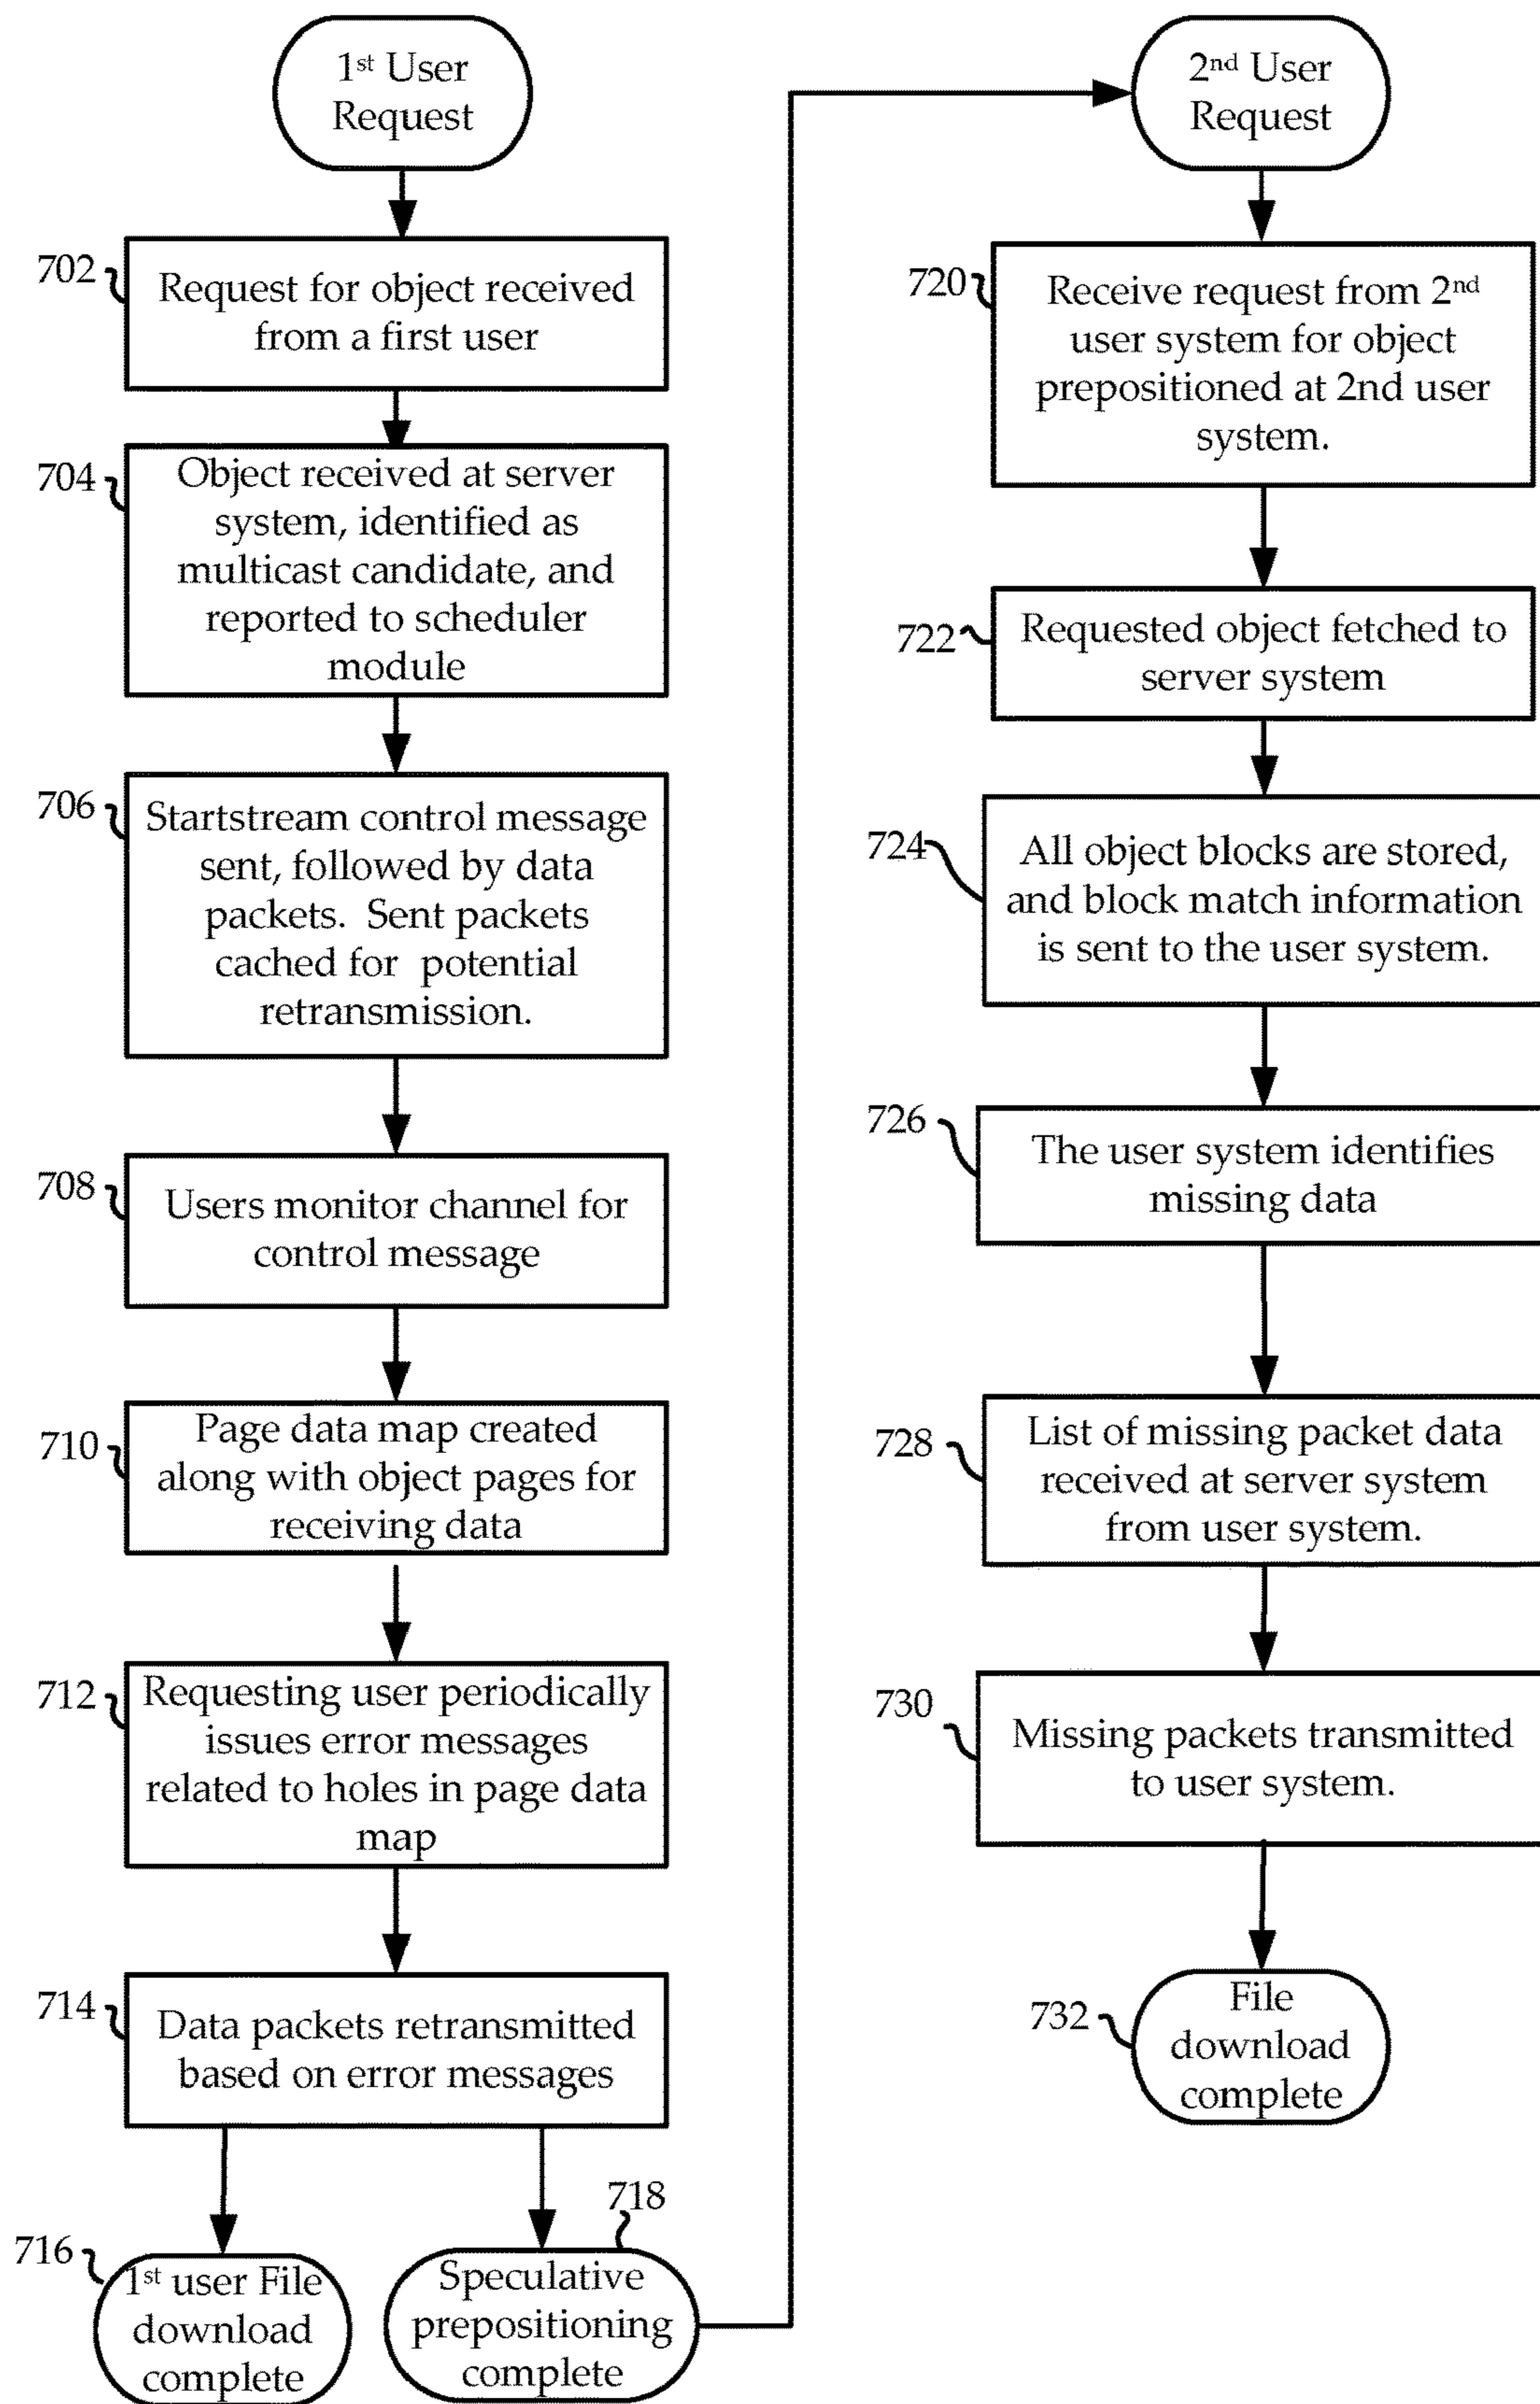 1st User
Request
702
Request for object received
from a first user
704
Object received at server
system, identified as
multicast candidate, and
reported to scheduler
module
706
Startstream control message
sent, followed by data
packets. Sent packets
cached for potential
retransmission.
708
Users monitor channel for
control message
710
Page data map created
along with object pages for
receiving data
712
Requesting user periodically
issues error messages
related to holes in page data
map
714
Data packets retransmitted
based on error messages
716
1st user File
download
complete
718
Speculative
prepositioning
complete
2nd User
Request
720
Receive request from 2nd
user system for object
prepositioned at 2nd user
system.
722
Requested object fetched to
server system
724
All object blocks are stored,
and block match information
is sent to the user system.
726
The user system identifies
missing data
728
List of missing packet data
received at server system
from user system.
730
Missing packets transmitted
to user system.
732
File
download
complete